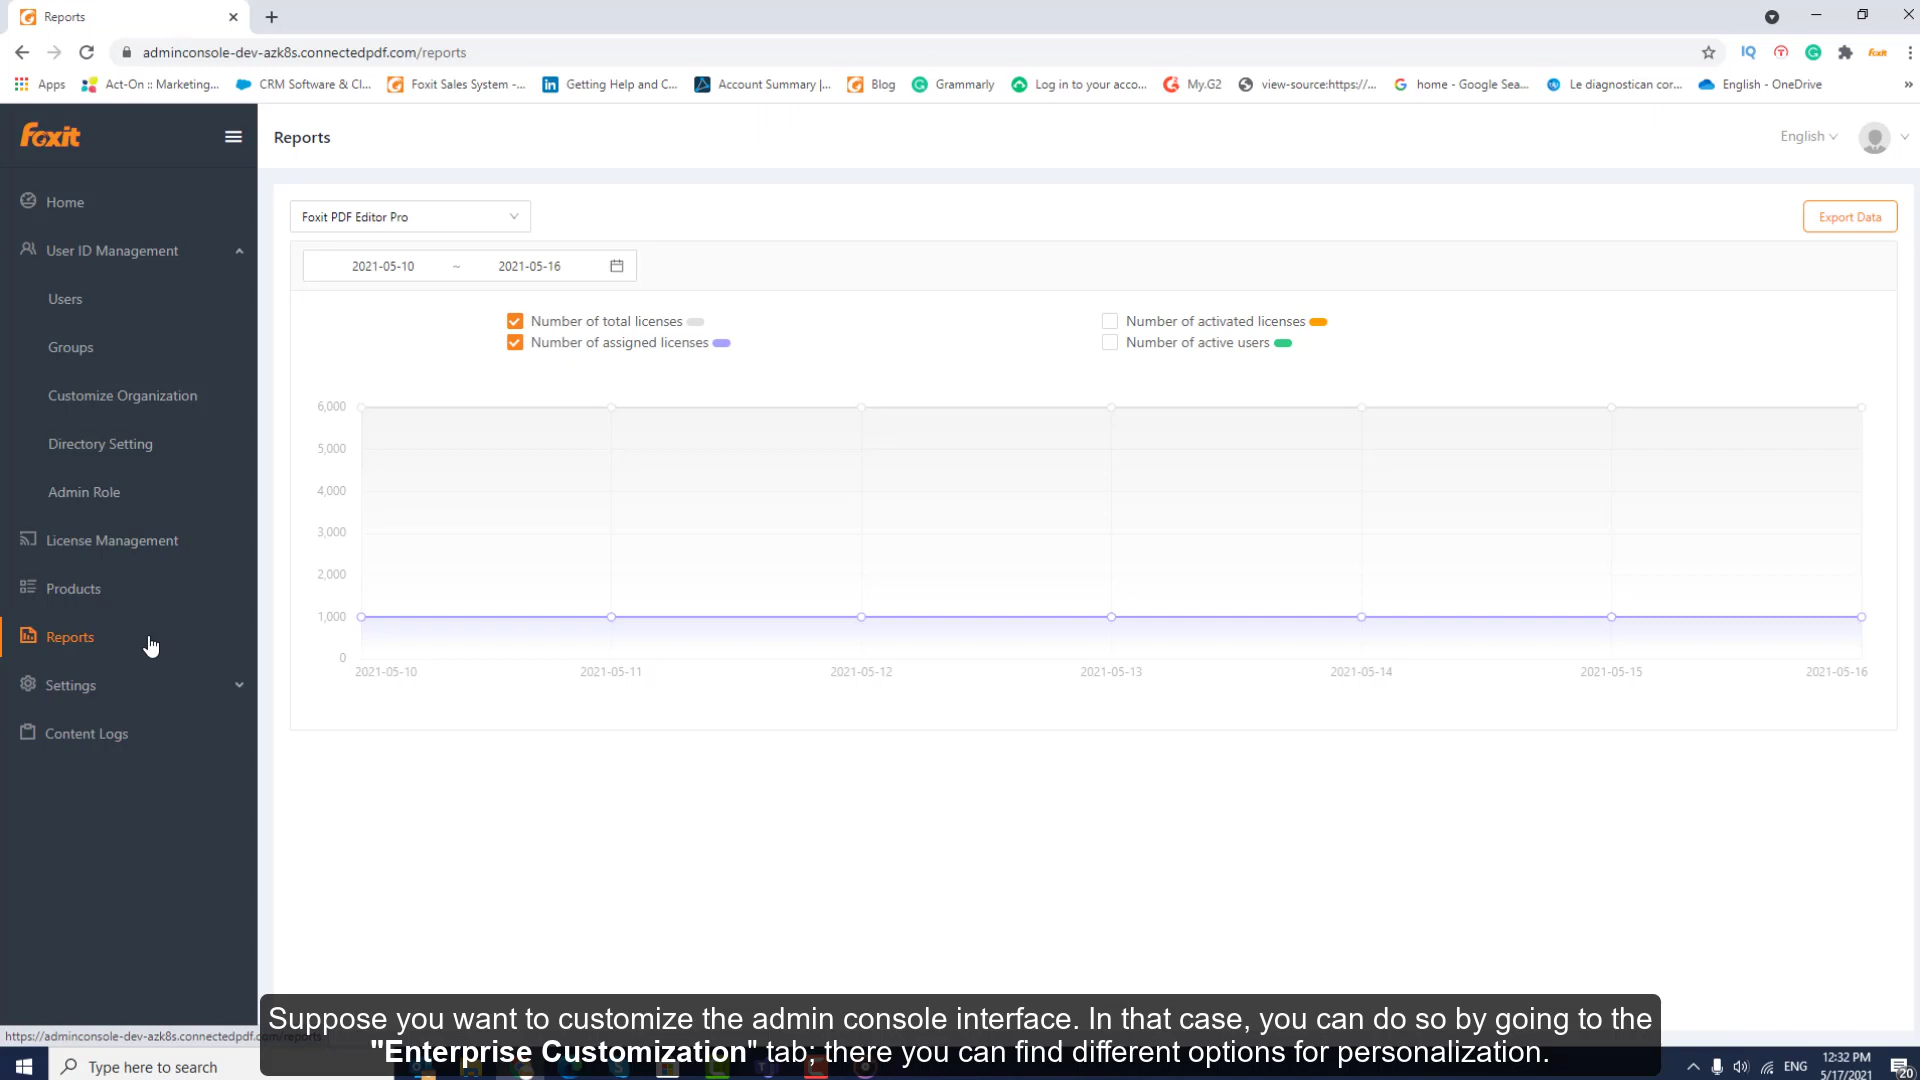 Reports
adminconsole-dev-azk8s.connectedpdf.com/reports
Apps
Act-On :: Marketing...
CRM Software & Cl...
Foxit Sales System -...
Getting Help and C...
Account Summary |...
Blog
Grammarly
Log in to your acco...
My.G2
view-source:https://...
home - Google Sea...
Le diagnostican cor...
English - OneDrive
Foxit
Reports
English
Home
User ID Management
Users
Groups
Customize Organization
Directory Setting
Admin Role
License Management
Products
Reports
Settings
Content Logs
Foxit PDF Editor Pro
Export Data
2021-05-10 ~ 2021-05-16
Number of total licenses
Number of activated licenses
Number of assigned licenses
Number of active users
6,000
5,000
4,000
3,000
2,000
1,000
0
2021-05-10 2021-05-11 2021-05-12 2021-05-13 2021-05-14 2021-05-15 2021-05-16
Suppose you want to customize the admin console interface. In that case, you can do so by going to the
"Enterprise Customization" tab; there you can find different options for personalization.
https://adminconsole-dev-azk8s.connectedpdf.com/reports
Type here to search
ENG
12:32 PM
5/17/2021
20